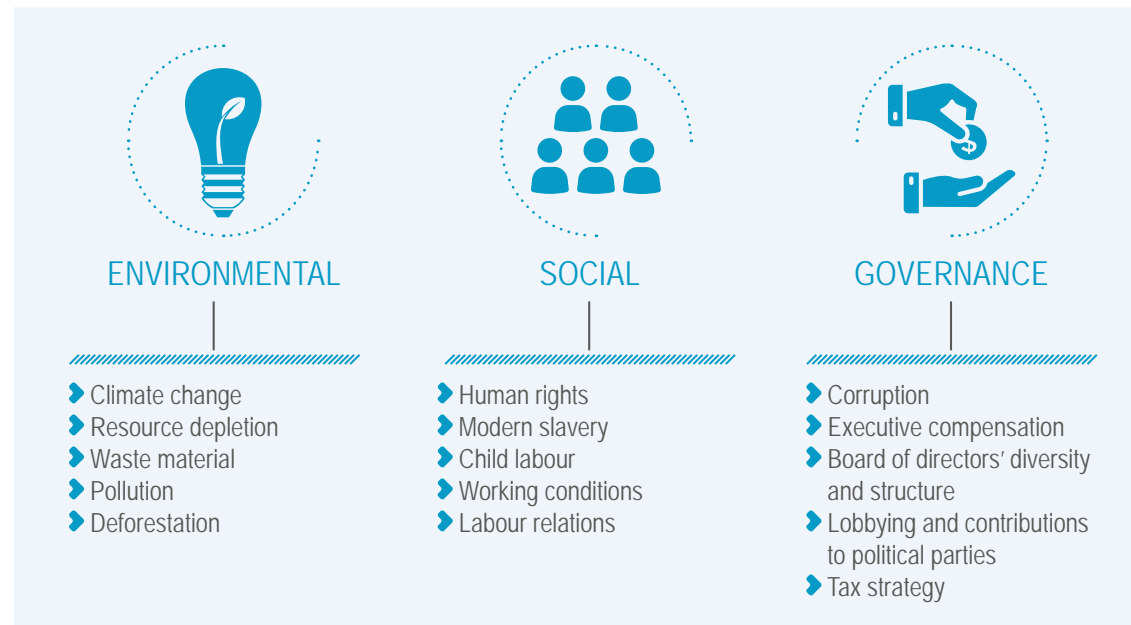 ENVIRONMENTAL
Climate change
Resource depletion
Waste material
Pollution
Deforestation
SOCIAL
Human rights
Modern slavery
Child labour
Working conditions
Labour relations
$
GOVERNANCE
Corruption
Executive compensation
Board of directors’ diversity
and structure
Lobbying and contributions
to political parties
Tax strategy